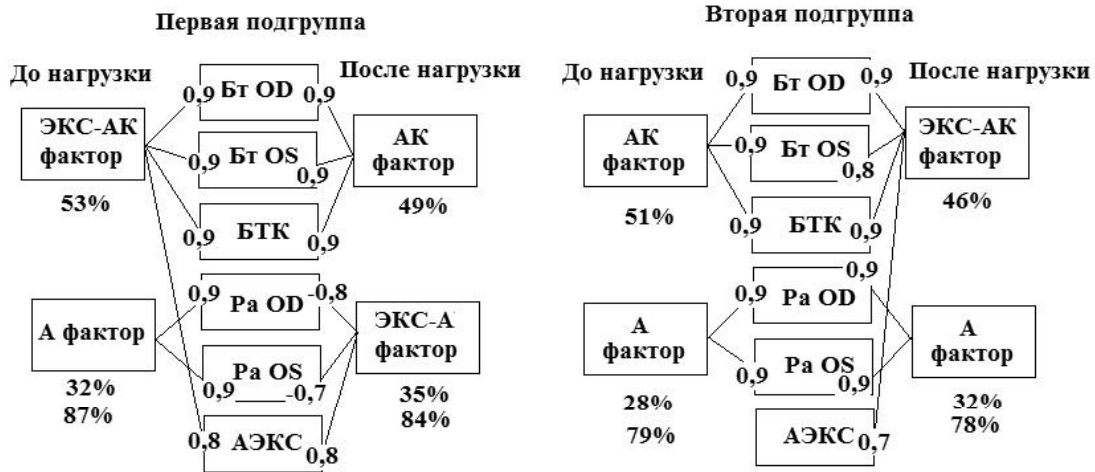 Первая подгруппа
До нагрузки
После нагрузки
0,9 Бт OD 0,9
ЭКС-АК
фактор
53%
0,9 Бт OS 0,9
АК
фактор
49%
0,9 БТК 0,9
А фактор
32%
87%
0,9 Ра OD -0,8
0,9 Ра OS -0,7
ЭКС-А
фактор
35%
84%
0,8 АЭКС 0,8
Вторая подгруппа
До нагрузки
После нагрузки
0,9 Бт OD 0,9
АК
фактор
51%
0,9 Бт OS 0,8
ЭКС-АК
фактор
46%
0,9 БТК 0,9
0,9
0,9 Ра OD
А
фактор
28%
79%
0,9 Ра OS 0,9
А
фактор
32%
78%
АЭКС 0,7